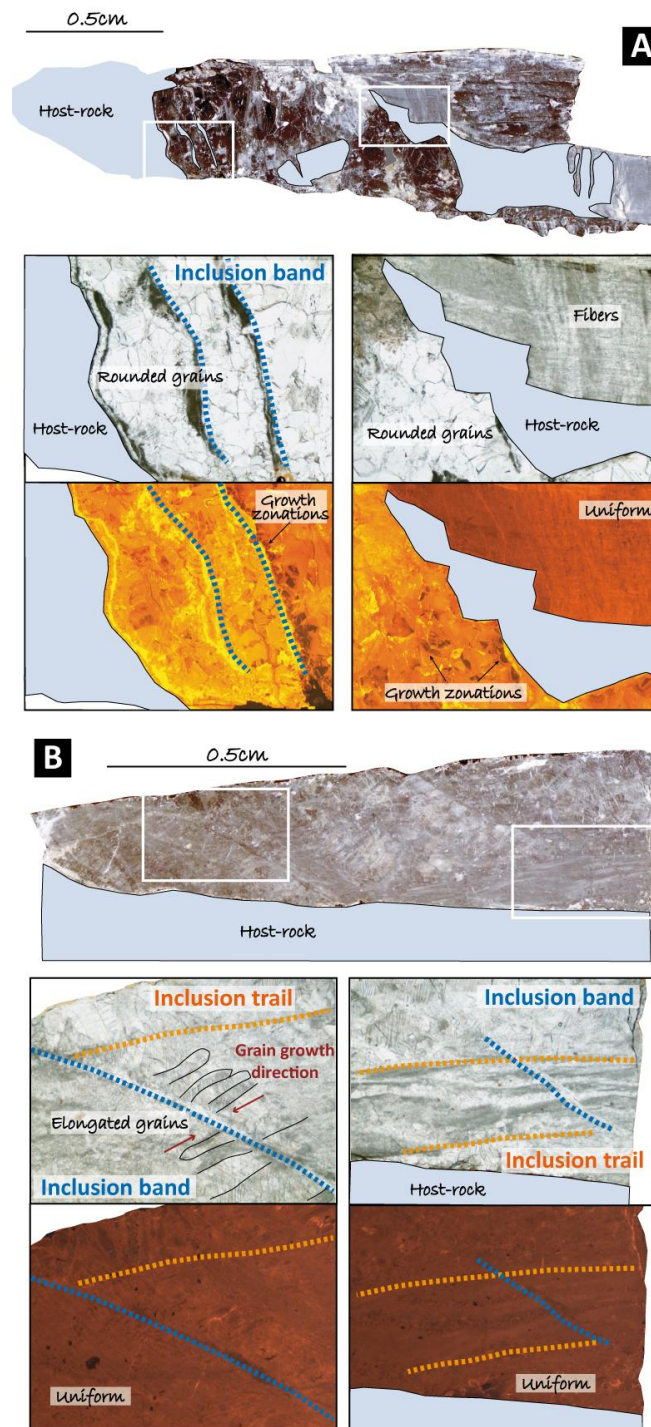 0.5cm
A
Host-rock
Inclusion band
Rounded grains
Host-rock
Growth
zonations
Fibers
Host-rock
Rounded grains
Uniform
Growth zonations
B
0.5cm
Host-rock
Inclusion trail
Grain growth
direction
Elongated grains
Inclusion band
Uniform
Inclusion band
Inclusion trail
Host-rock
Uniform